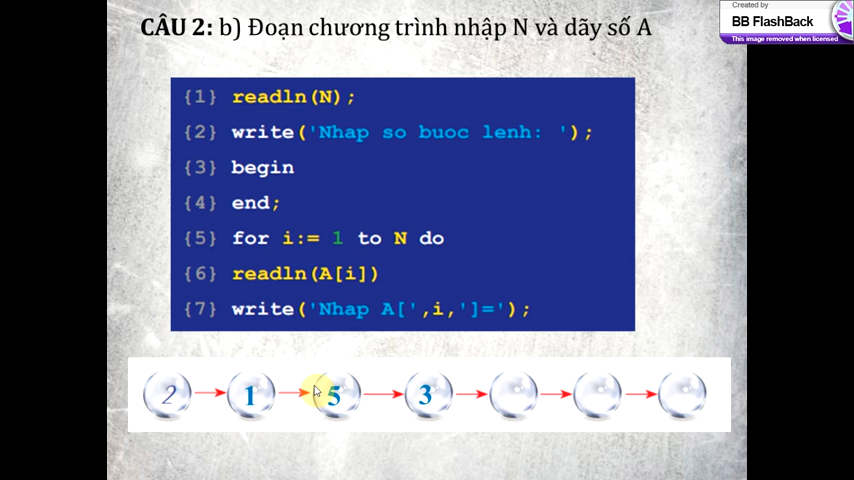 CÂU 2: b) Đoạn chương trình nhập N và dãy số A
Created by
BB FlashBack
This image removed when licensed
{1} readln(N);
{2} write('Nhap so buoc lenh: ');
{3} begin
{4} end;
{5} for i:= 1 to N do
{6} readln(A[i])
{7} write('Nhap A[',i,']=');
2 1 5 3